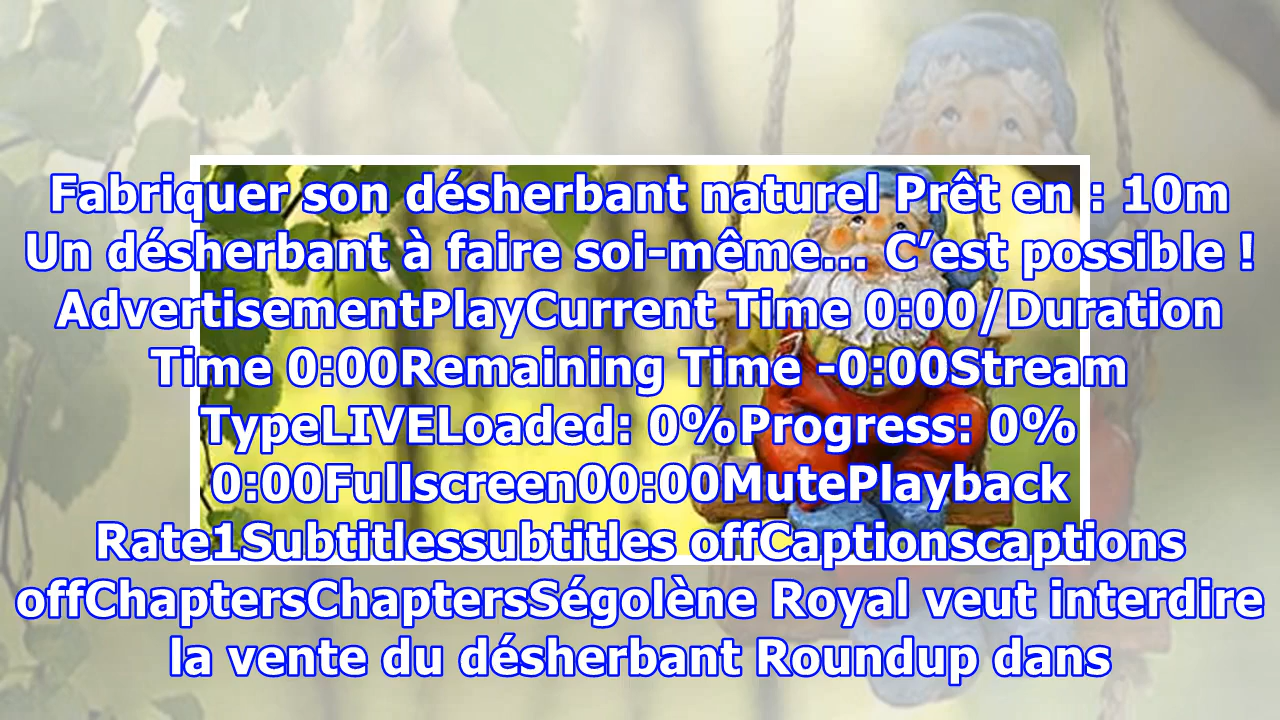 Fabriquer son désherbant naturel Prêt en : 10m
Un désherbant à faire soi-même… C’est possible !
AdvertisementPlayCurrent Time 0:00/Duration
Time 0:00Remaining Time -0:00Stream
TypeLIVELoaded: 0%Progress: 0%
0:00Fullscreen00:00MutePlayback
Rate1Subtitlessubtitles offCaptionscaptions
offChaptersChaptersSégolène Royal veut interdire
la vente du désherbant Roundup dans